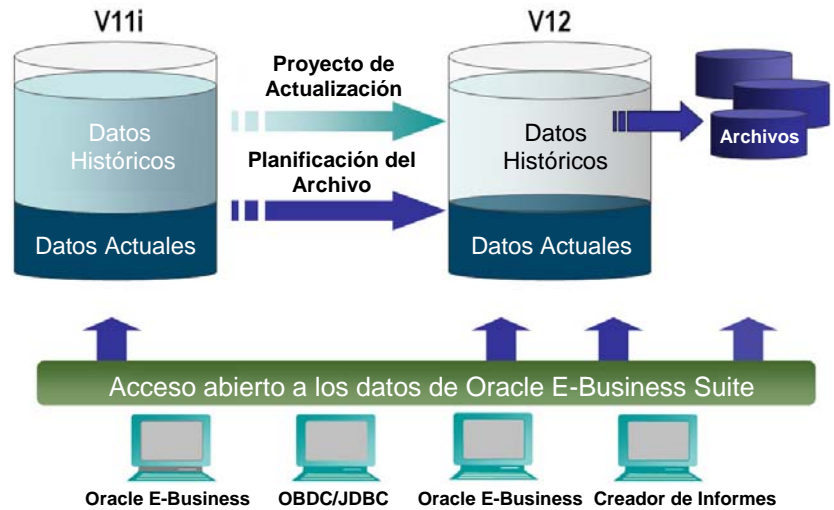 V11i
V12
Proyecto de
Actualización
Datos
Históricos
Planificación del
Archivo
Datos
Históricos
Archivos
Datos Actuales
Datos Actuales
Acceso abierto a los datos de Oracle E-Business Suite
Oracle E-Business
OBDC/JDBC
Oracle E-Business
Creador de Informes